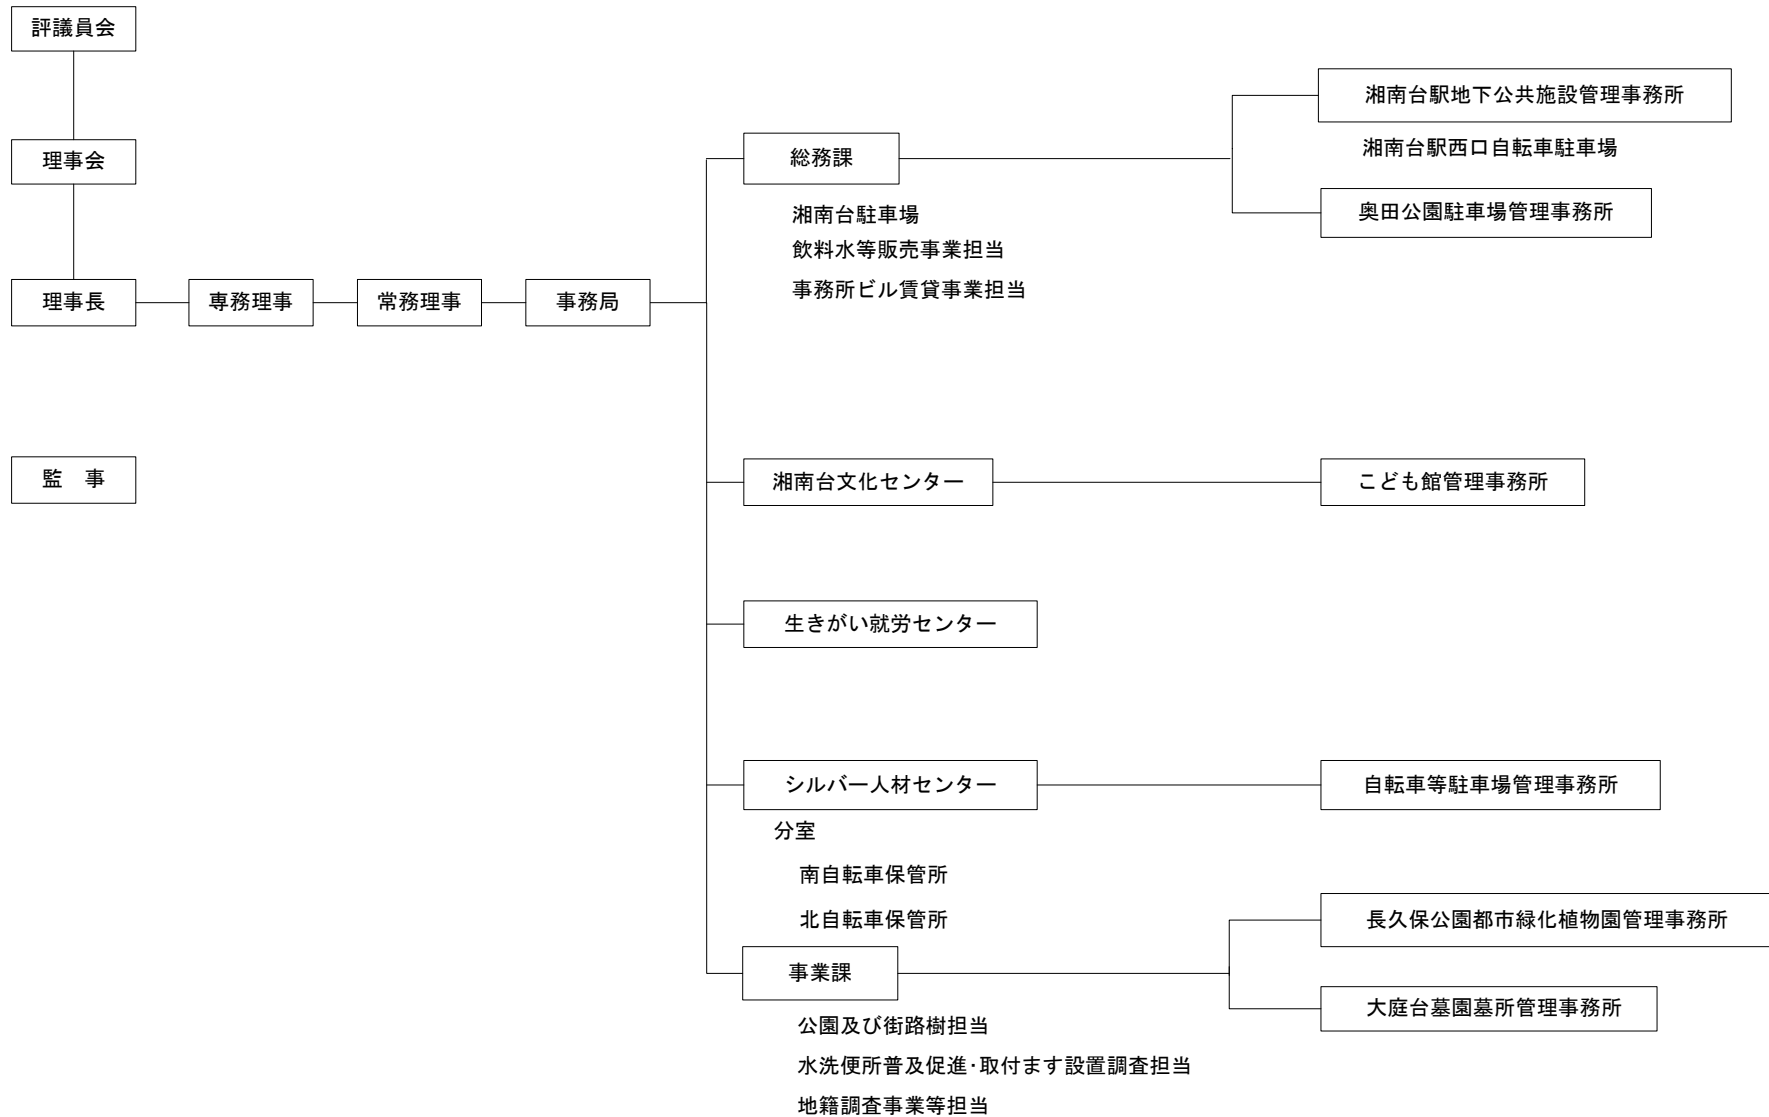 評議員会
理事会
理事長
専務理事
常務理事
事務局
監　事
総務課
湘南台駐車場
飲料水等販売事業担当
事務所ビル賃貸事業担当
湘南台駅地下公共施設管理事務所
湘南台駅西口自転車駐車場
奥田公園駐車場管理事務所
湘南台文化センター
こども館管理事務所
生きがい就労センター
シルバー人材センター
分室
南自転車保管所
北自転車保管所
自転車等駐車場管理事務所
事業課
公園及び街路樹担当
水洗便所普及促進･取付ます設置調査担当
地籍調査事業等担当
長久保公園都市緑化植物園管理事務所
大庭台墓園墓所管理事務所